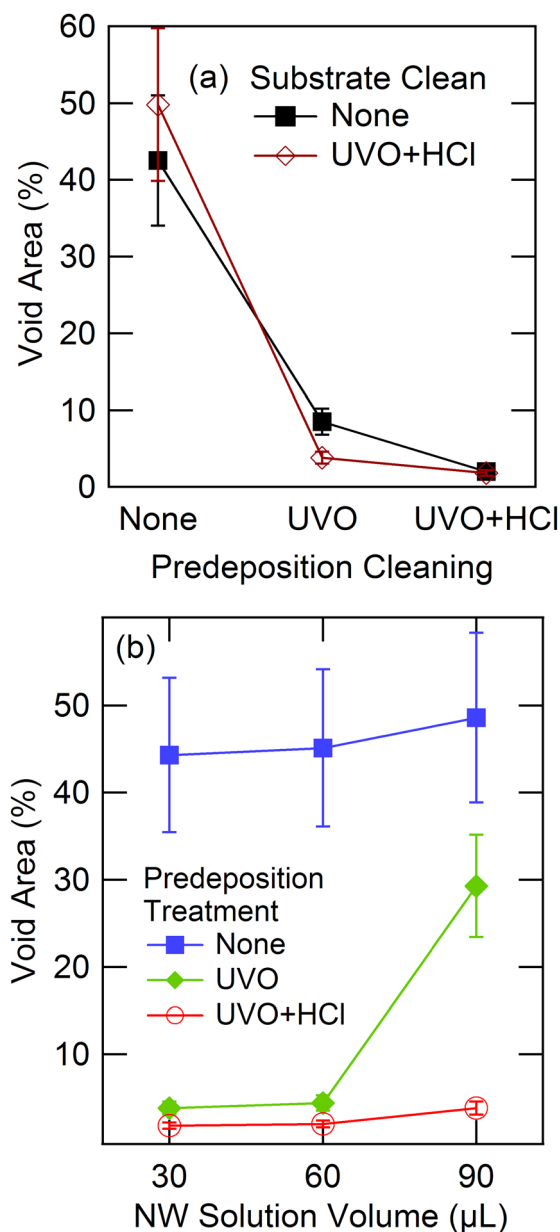 60
50
40
30
20
10
0
Void Area (%)
(a) Substrate Clean
None
UVO+HCl
None UVO UVO+HCl
Predeposition Cleaning
(b)
50
40
30
20
10
Void Area (%)
Predeposition
Treatment
None
UVO
UVO+HCl
30 60 90
NW Solution Volume (µL)